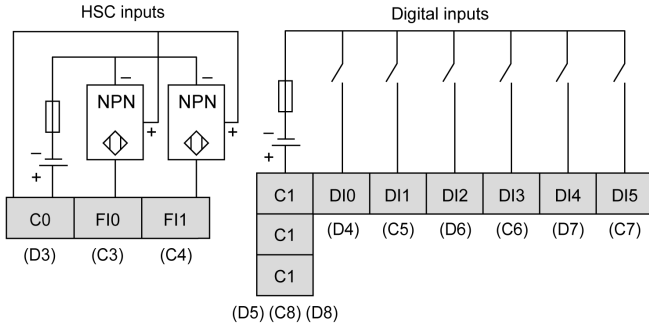 HSC inputs
Digital inputs
− −
NPN NPN
+ +
−
+
−
+
C0 FI0 FI1
(D3) (C3) (C4)
C1 DI0 DI1 DI2 DI3 DI4 DI5
C1 (D4) (C5) (D6) (C6) (D7) (C7)
C1
(D5) (C8) (D8)